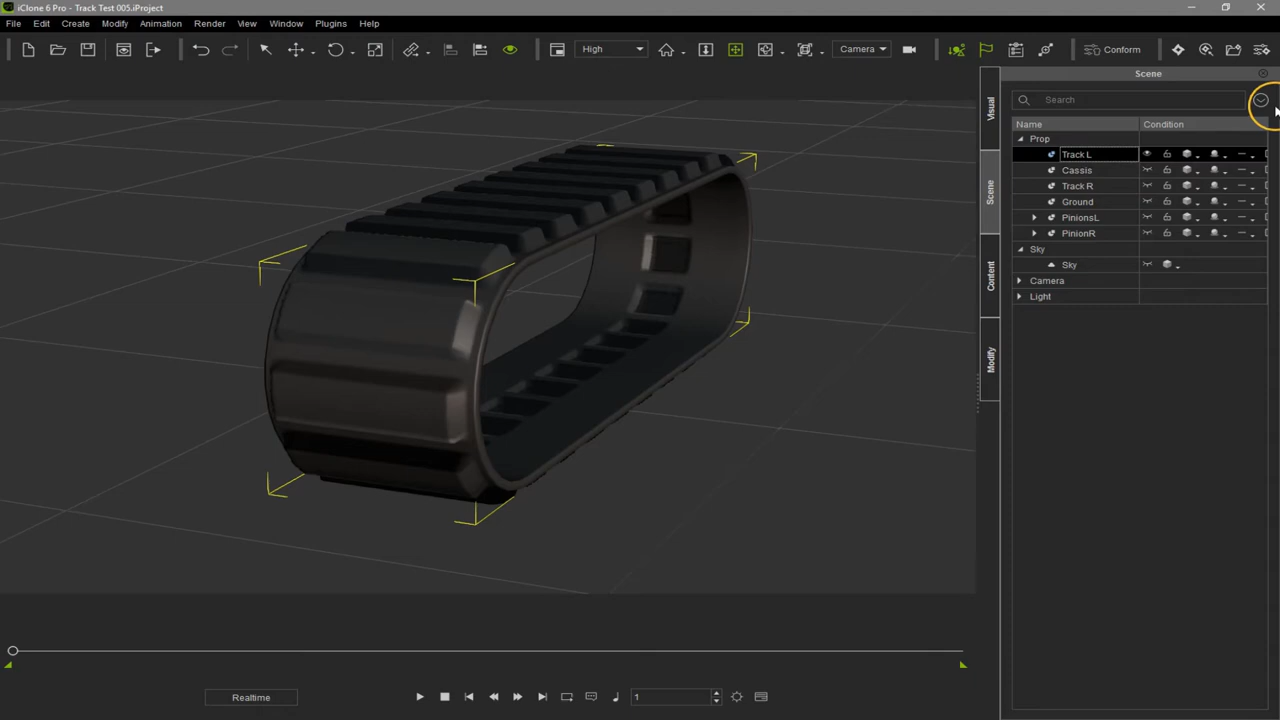 iClone 6 Pro - Track Test 005.iProject
File Edit Create Modify Animation Render View Window Plugins Help
High Camera Conform
Scene
Visual
Scene
Content
Modify
Search
Name Condition
Prop
Track L
Cassis
Track R
Ground
PinionsL
PinionR
Sky
Sky
Camera
Light
Realtime 1